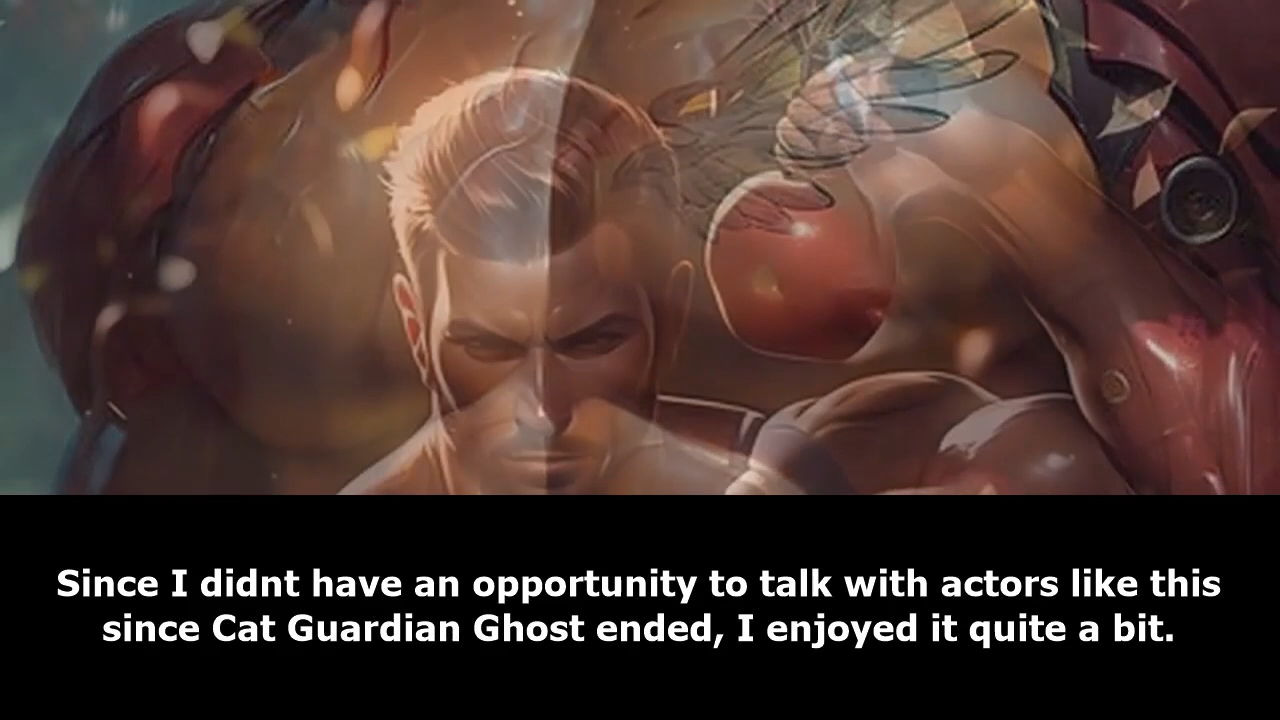 Since I didnt have an opportunity to talk with actors like this
since Cat Guardian Ghost ended, I enjoyed it quite a bit.